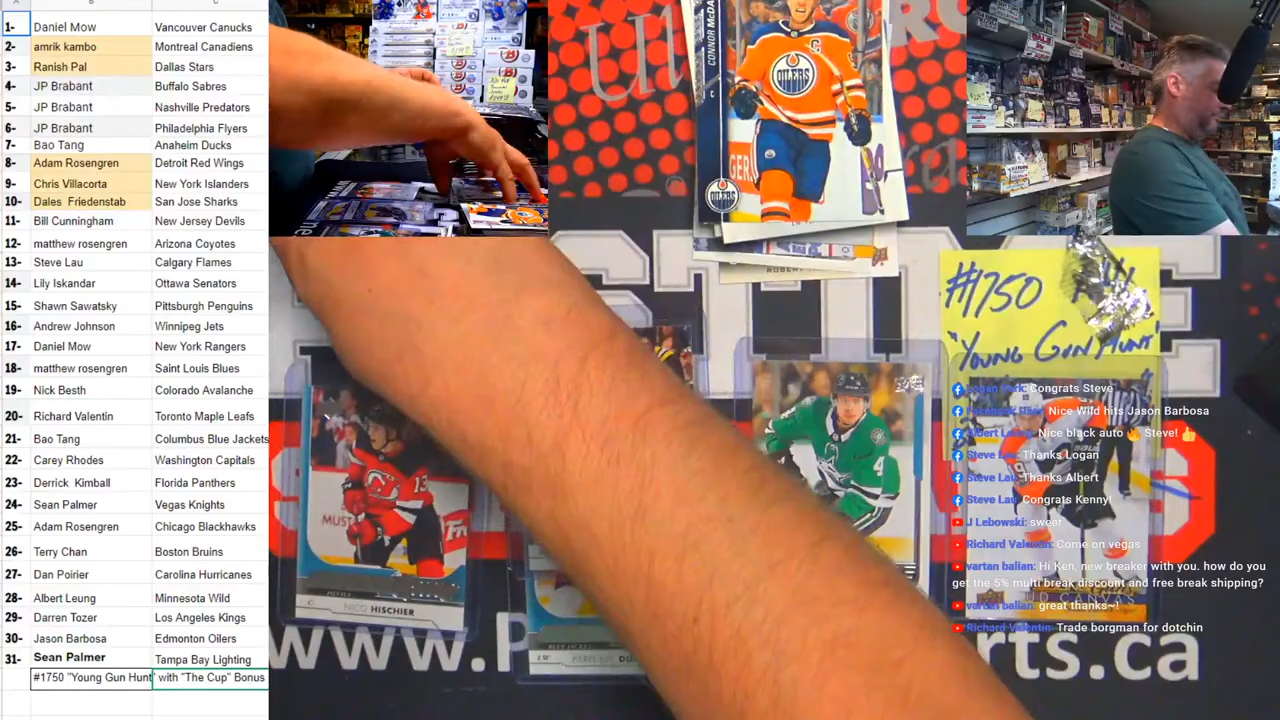 1- Daniel Mow Vancouver Canucks
2- amrik kambo Montreal Canadiens
3- Ranish Pal Dallas Stars
4- JP Brabant Buffalo Sabres
5- JP Brabant Nashville Predators
6- JP Brabant Philadelphia Flyers
7- Bao Tang Anaheim Ducks
8- Adam Rosengren Detroit Red Wings
9- Chris Villacorta New York Islanders
10- Dales Friedenstab San Jose Sharks
11- Bill Cunningham New Jersey Devils
12- matthew rosengren Arizona Coyotes
13- Steve Lau Calgary Flames
14- Lily Iskandar Ottawa Senators
15- Shawn Sawatsky Pittsburgh Penguins
16- Andrew Johnson Winnipeg Jets
17- Daniel Mow New York Rangers
18- matthew rosengren Saint Louis Blues
19- Nick Besth Colorado Avalanche
20- Richard Valentin Toronto Maple Leafs
21- Bao Tang Columbus Blue Jackets
22- Carey Rhodes Washington Capitals
23- Derrick Kimball Florida Panthers
24- Sean Palmer Vegas Knights
25- Adam Rosengren Chicago Blackhawks
26- Terry Chan Boston Bruins
27- Dan Poirier Carolina Hurricanes
28- Albert Leung Minnesota Wild
29- Darren Tozer Los Angeles Kings
30- Jason Barbosa Edmonton Oilers
31- Sean Palmer Tampa Bay Lighting
#1750 "Young Gun Hunt" with "The Cup" Bonus
CONNOR McDA
OILERS
OILERS
ROBER
#1750
"YOUNG GUN HUNT"
MUST
NICO HISCHIER
UD CANVAS
www.P
ts.ca
Congrats Steve
Nice Wild hits Jason Barbosa
Albert Leung: Nice black auto 🔥 Steve! 👍
Steve Lau: Thanks Logan
Steve Lau: Thanks Albert
Steve Lau: Congrats Kenny!
J Lebowski: sweet
Richard Valentin: Come on vegas
vartan balian: Hi Ken, new breaker with you. how do you
get the 5% multi break discount and free break shipping?
vartan balian: great thanks~!
Richard Valentin: Trade borgman for dotchin